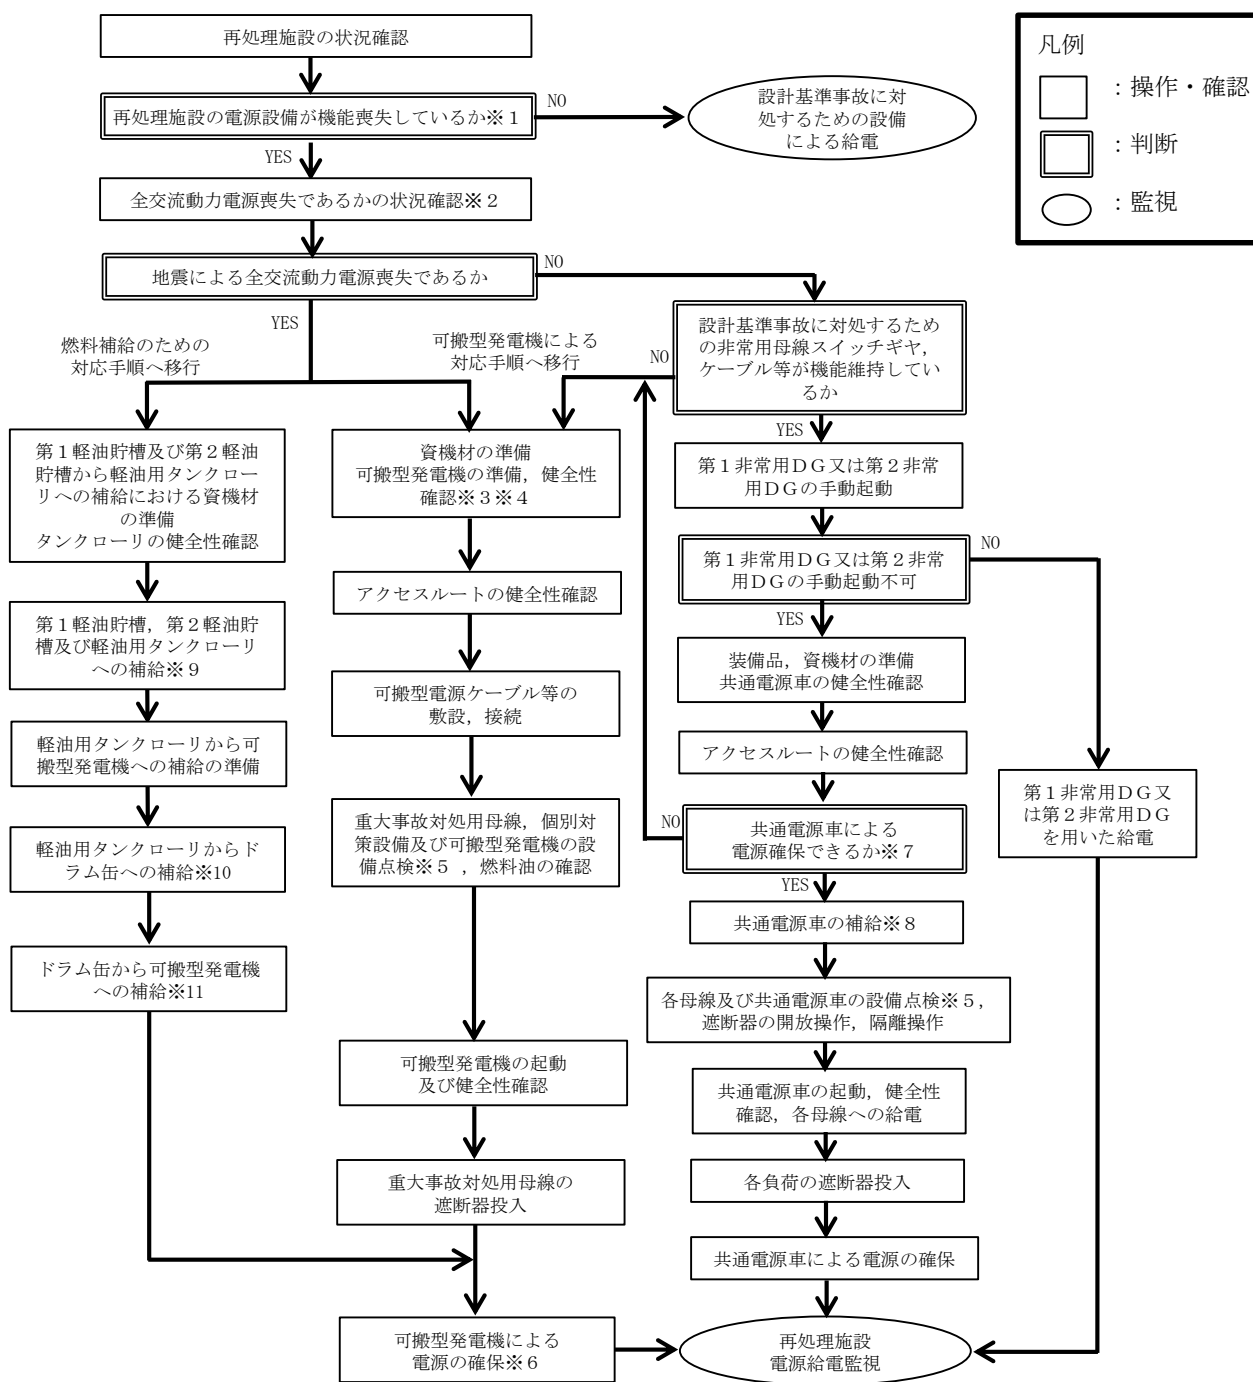 再処理施設の状況確認
凡例
：操作・確認
：判断
：監視
再処理施設の電源設備が機能喪失しているか※１
NO
設計基準事故に対
処するための設備
による給電
YES
全交流動力電源喪失であるかの状況確認※２
地震による全交流動力電源喪失であるか
NO
YES
燃料補給のための
対応手順へ移行
可搬型発電機による
対応手順へ移行
NO
設計基準事故に対処するため
の非常用母線スイッチギヤ，
ケーブル等が機能維持してい
るか
YES
第１軽油貯槽及び第２軽油
貯槽から軽油用タンクロー
リへの補給における資機材
の準備
タンクローリの健全性確認
資機材の準備
可搬型発電機の準備，健全性
確認※３※４
第１非常用ＤＧ又は第２非常
用ＤＧの手動起動
第１非常用ＤＧ又は第２非常
用ＤＧの手動起動不可
NO
YES
アクセスルートの健全性確認
第１軽油貯槽，第２軽油貯
槽及び軽油用タンクローリ
への補給※９
装備品，資機材の準備
共通電源車の健全性確認
可搬型電源ケーブル等の
敷設，接続
軽油用タンクローリから可
搬型発電機への補給の準備
アクセスルートの健全性確認
第１非常用ＤＧ又
は第２非常用ＤＧ
を用いた給電
重大事故対処用母線，個別対
策設備及び可搬型発電機の設
備点検※５，燃料油の確認
NO
共通電源車による
電源確保できるか※７
YES
軽油用タンクローリからド
ラム缶への補給※10
共通電源車の補給※８
ドラム缶から可搬型発電機
への補給※11
各母線及び共通電源車の設備点検※５，
遮断器の開放操作，隔離操作
可搬型発電機の起動
及び健全性確認
共通電源車の起動，健全性
確認，各母線への給電
重大事故対処用母線の
遮断器投入
各負荷の遮断器投入
共通電源車による電源の確保
可搬型発電機による
電源の確保※６
再処理施設
電源給電監視